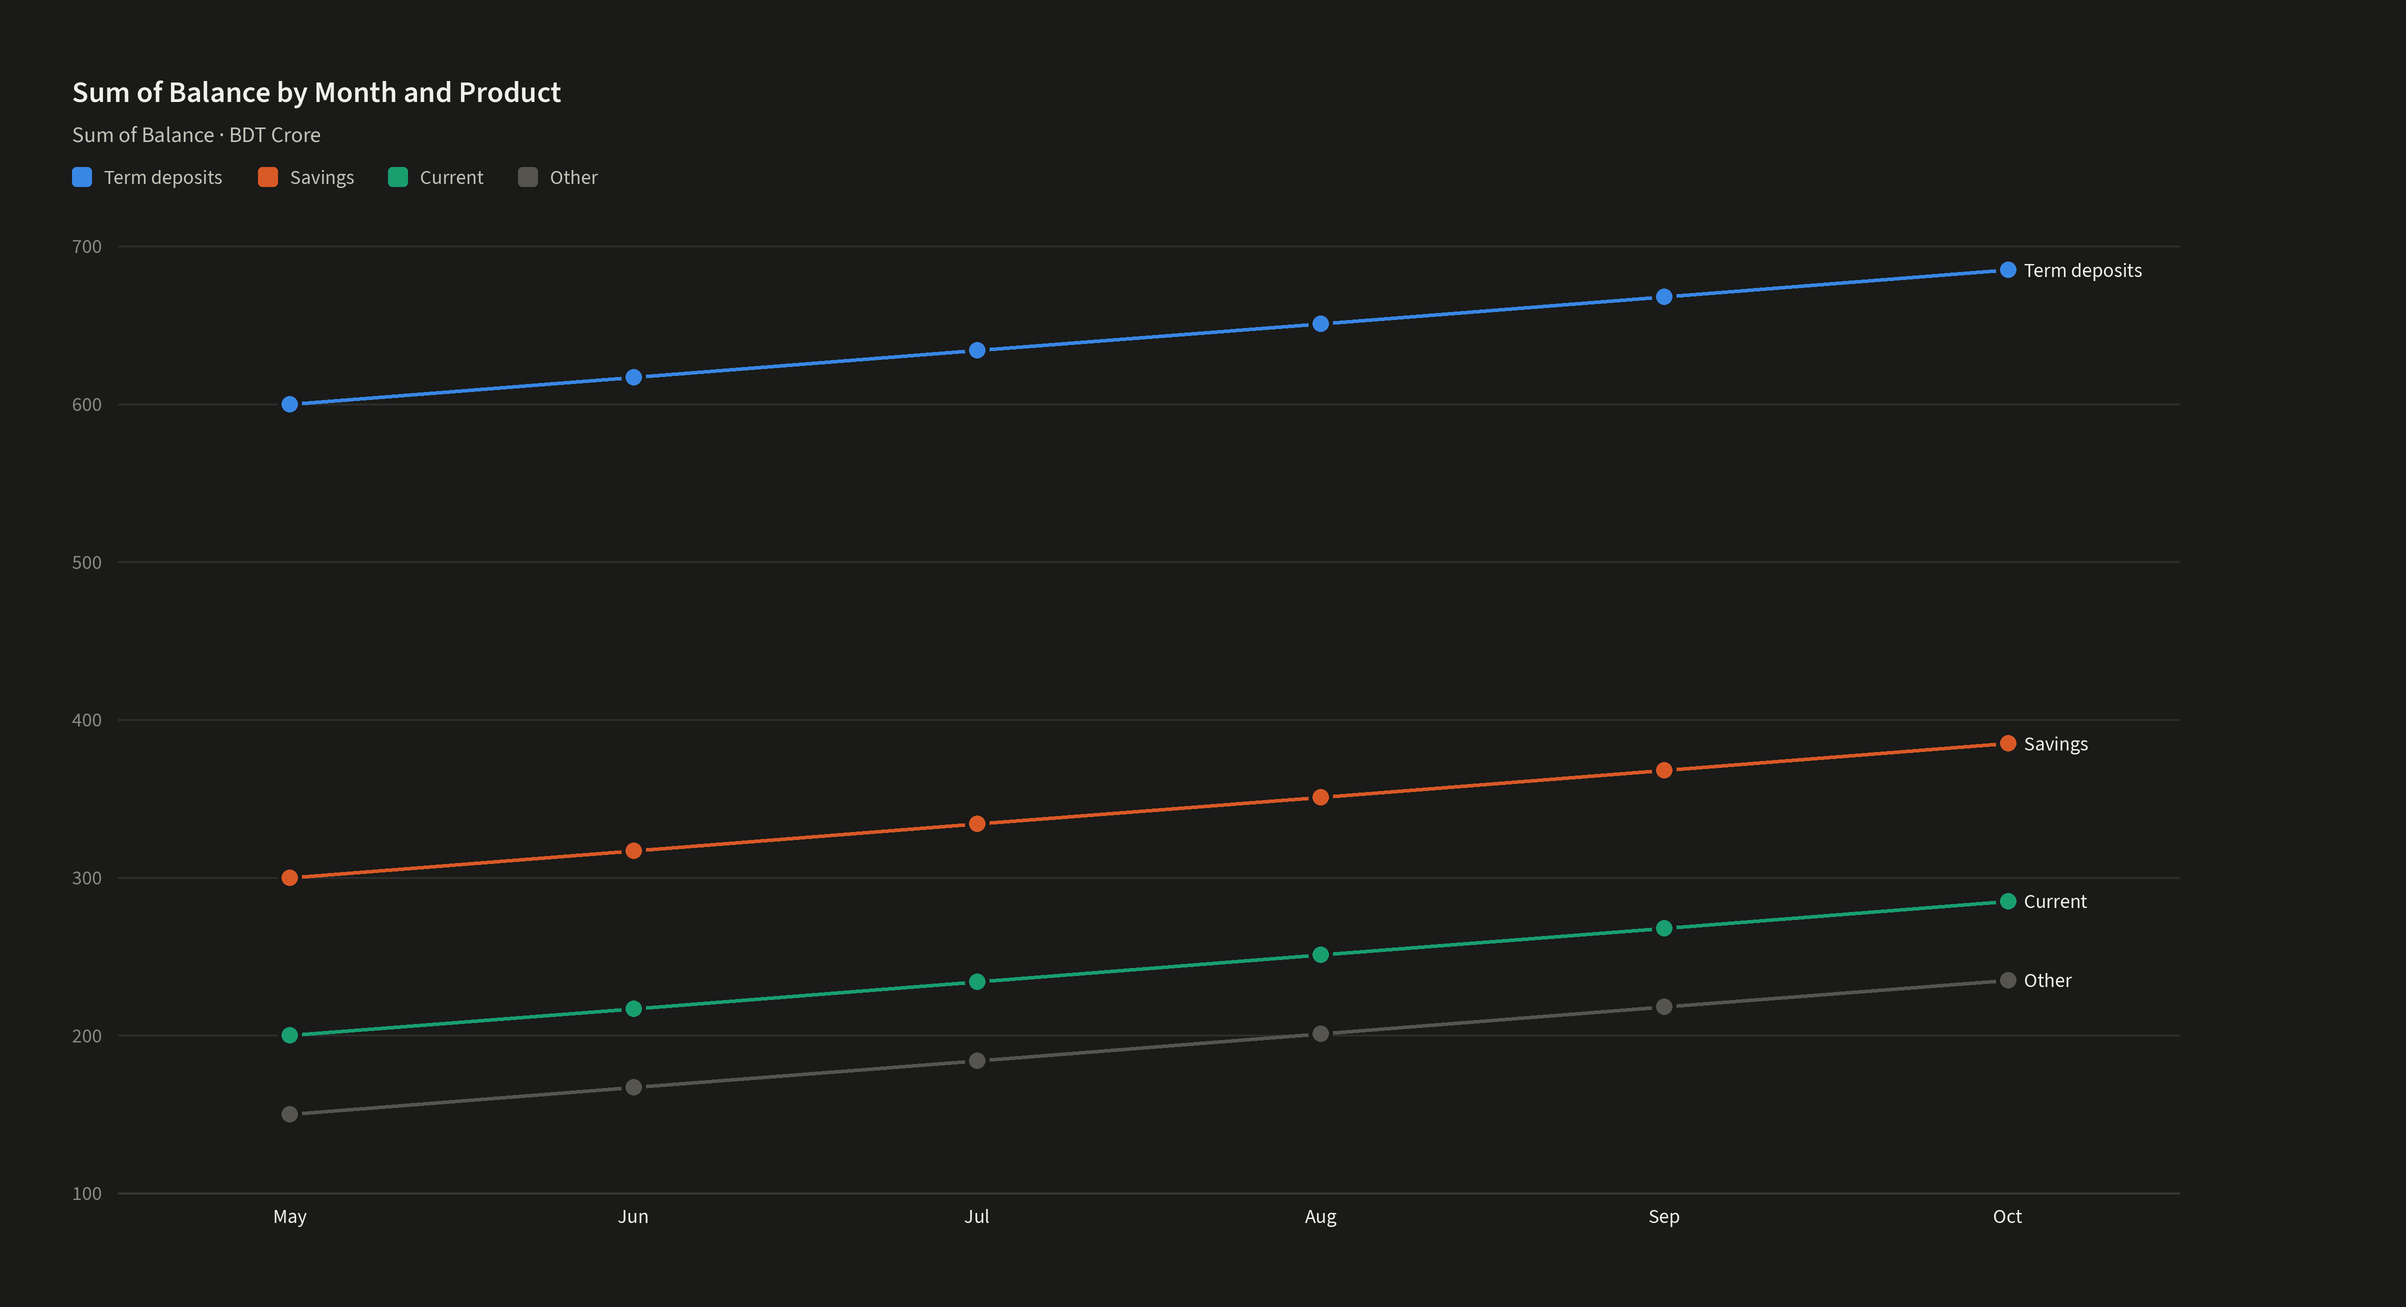 Sum of Balance by Month and Product
Sum of Balance · BDT Crore
Term deposits Savings Current Other
700
Term deposits
600
500
400
Savings
300
Current
Other
200
100
May Jun Jul Aug Sep Oct